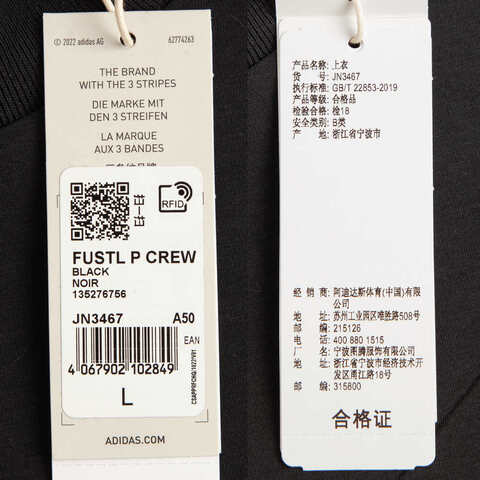 © 2022 adidas AG 62774263
THE BRAND
WITH THE 3 STRIPES
DIE MARKE MIT
DEN 3 STREIFEN
LA MARQUE
AUX 3 BANDES
RFID
FUSTL P CREW
BLACK
NOIR
135276756
JN3467 A50
EAN
4 067902 102849
L
ADIDAS.COM
产品名称: 上衣
货 号: JN3467
执行标准: GB/T 22853-2019
产品等级: 合格品
检验合格: 检18
安全类别: B类
产 地: 浙江省宁波市
经 销 商: 阿迪达斯体育(中国)有限
公司
地 址: 苏州工业园区唯胜路508号
邮 编: 215126
电 话: 400 880 1515
厂 名: 宁波图腾服饰有限公司
地 址: 浙江省宁波市经济技术开
发区甬江路18号
邮 编: 315800
合格证